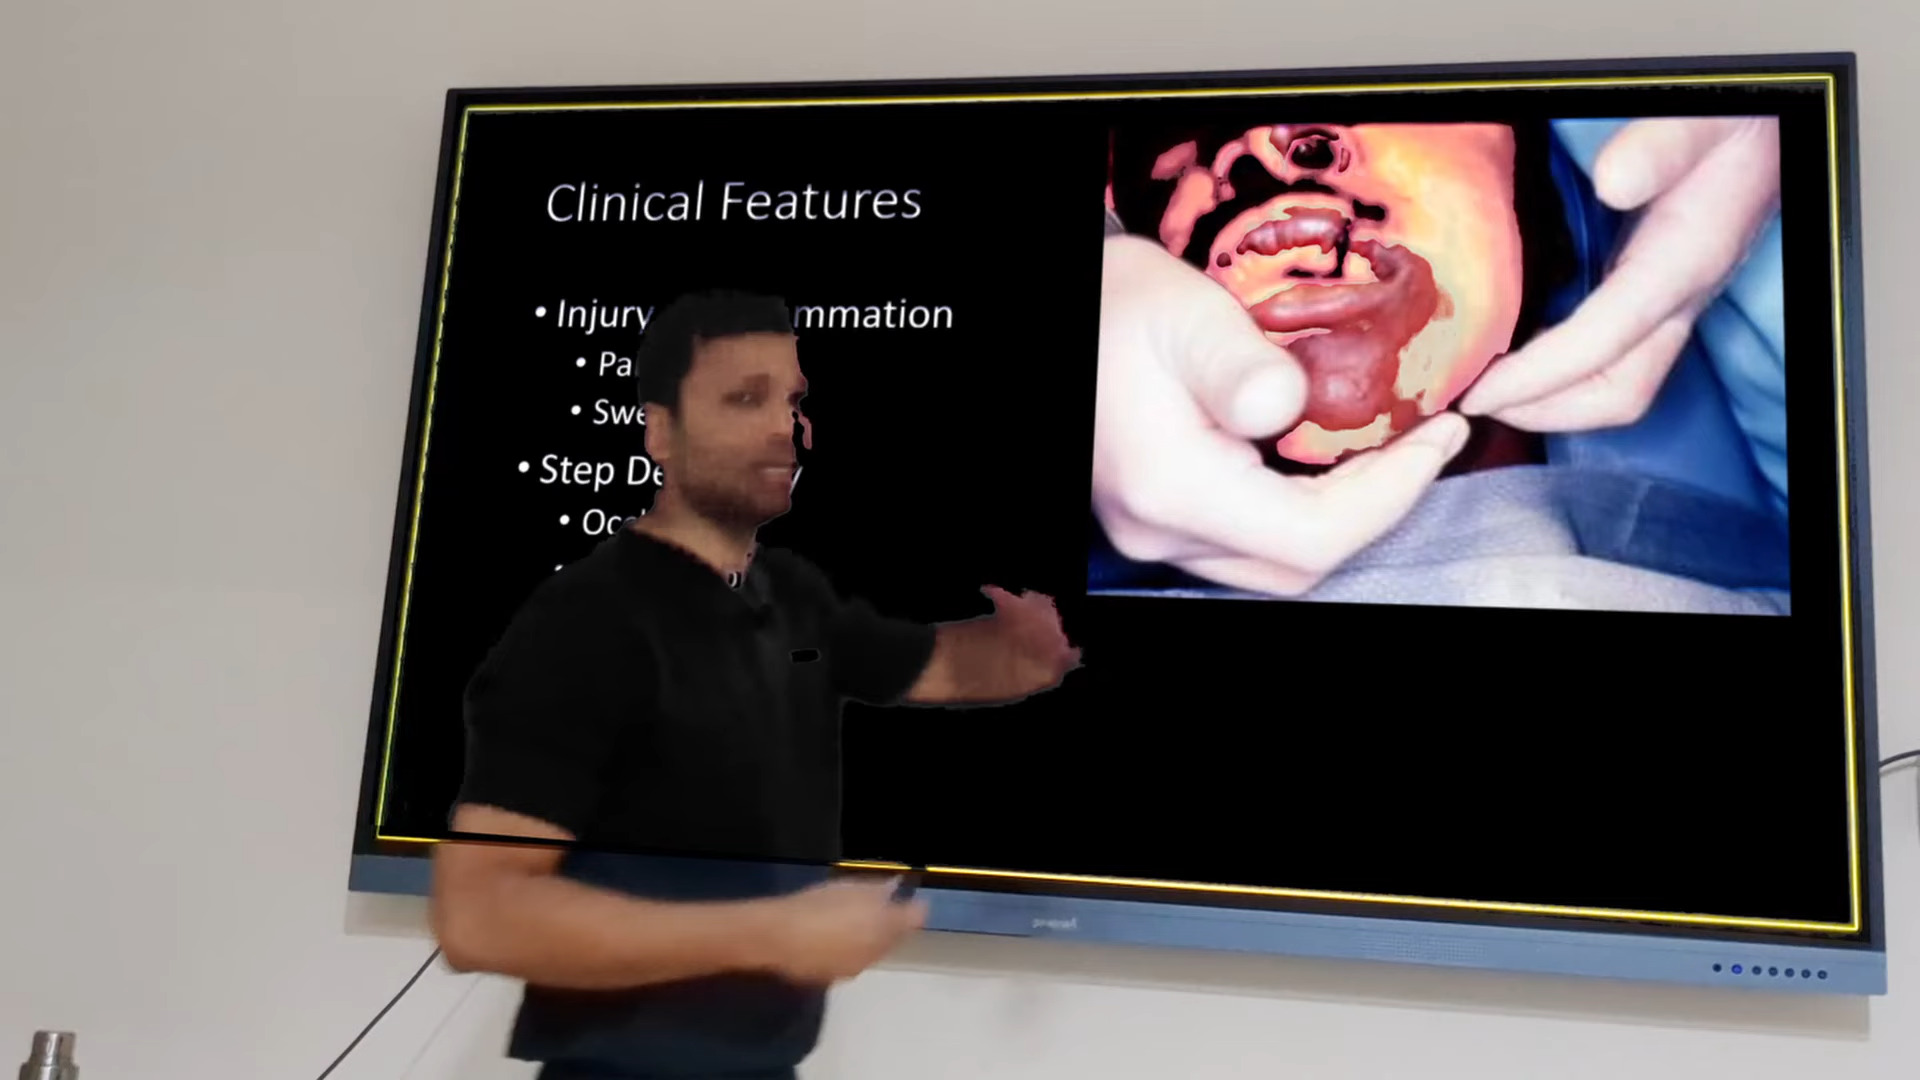 Clinical Features
• Injury mmation
• Pa
• Swe
• Step De y
• Oc